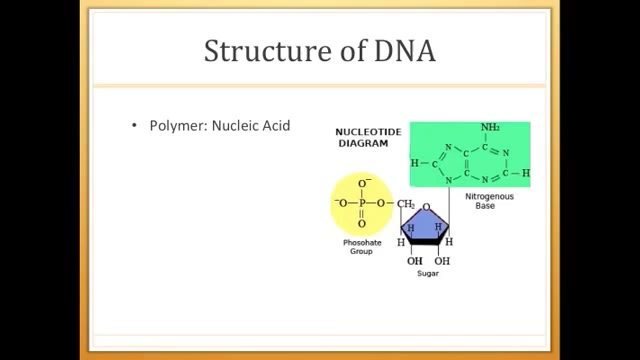 Structure of DNA
• Polymer: Nucleic Acid
NUCLEOTIDE
DIAGRAM
NH₂
N C N
C
H C C H
N C N
Nitrogenous
Base
O⁻
⁻O P O CH₂ O
O
H H H H
Phosohate
Group
OH OH
Sugar